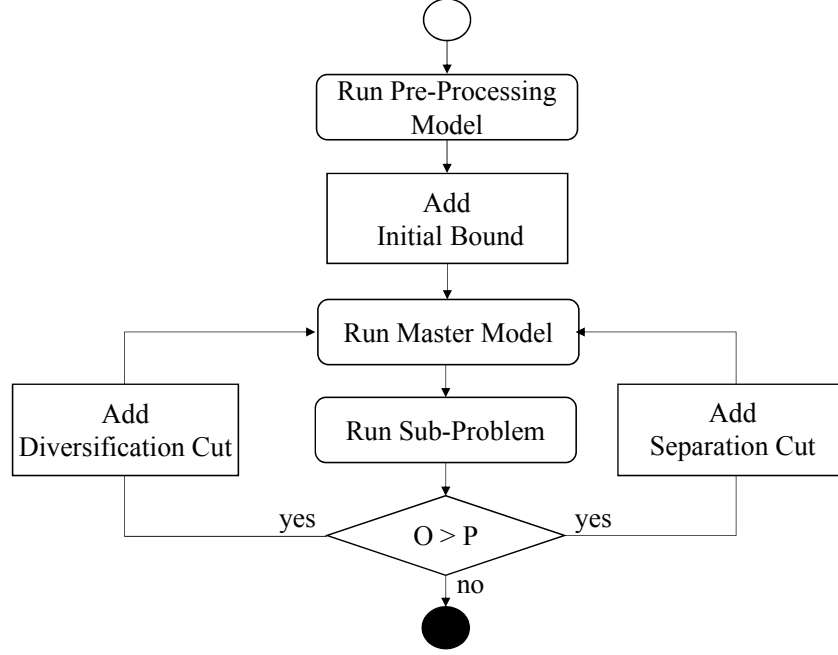 Run Pre-Processing
Model
Add
Initial Bound
Run Master Model
Add
Diversification Cut
Run Sub-Problem
Add
Separation Cut
yes
O > P
yes
no